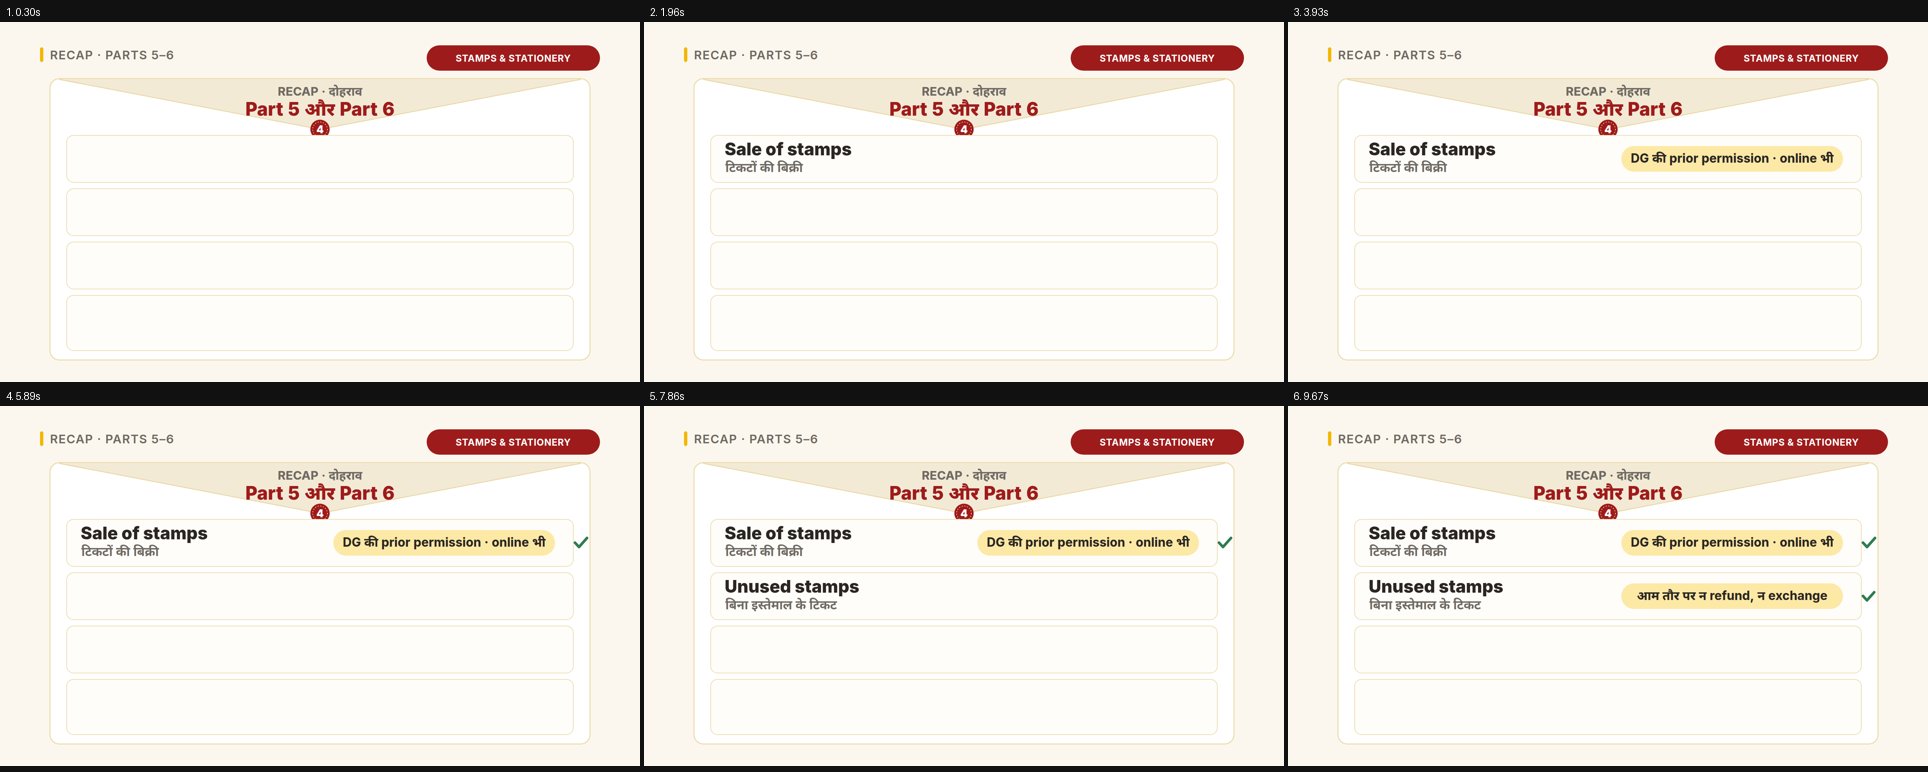 1. 0.30s
RECAP · PARTS 5–6
STAMPS & STATIONERY
RECAP · दोहराव
Part 5 और Part 6
4
2. 1.96s
RECAP · PARTS 5–6
STAMPS & STATIONERY
RECAP · दोहराव
Part 5 और Part 6
4
Sale of stamps
टिकटों की बिक्री
3. 3.93s
RECAP · PARTS 5–6
STAMPS & STATIONERY
RECAP · दोहराव
Part 5 और Part 6
4
Sale of stamps
टिकटों की बिक्री
DG की prior permission · online भी
4. 5.89s
RECAP · PARTS 5–6
STAMPS & STATIONERY
RECAP · दोहराव
Part 5 और Part 6
4
Sale of stamps
टिकटों की बिक्री
DG की prior permission · online भी
5. 7.86s
RECAP · PARTS 5–6
STAMPS & STATIONERY
RECAP · दोहराव
Part 5 और Part 6
4
Sale of stamps
टिकटों की बिक्री
DG की prior permission · online भी
Unused stamps
बिना इस्तेमाल के टिकट
6. 9.67s
RECAP · PARTS 5–6
STAMPS & STATIONERY
RECAP · दोहराव
Part 5 और Part 6
4
Sale of stamps
टिकटों की बिक्री
DG की prior permission · online भी
Unused stamps
बिना इस्तेमाल के टिकट
आम तौर पर न refund, न exchange